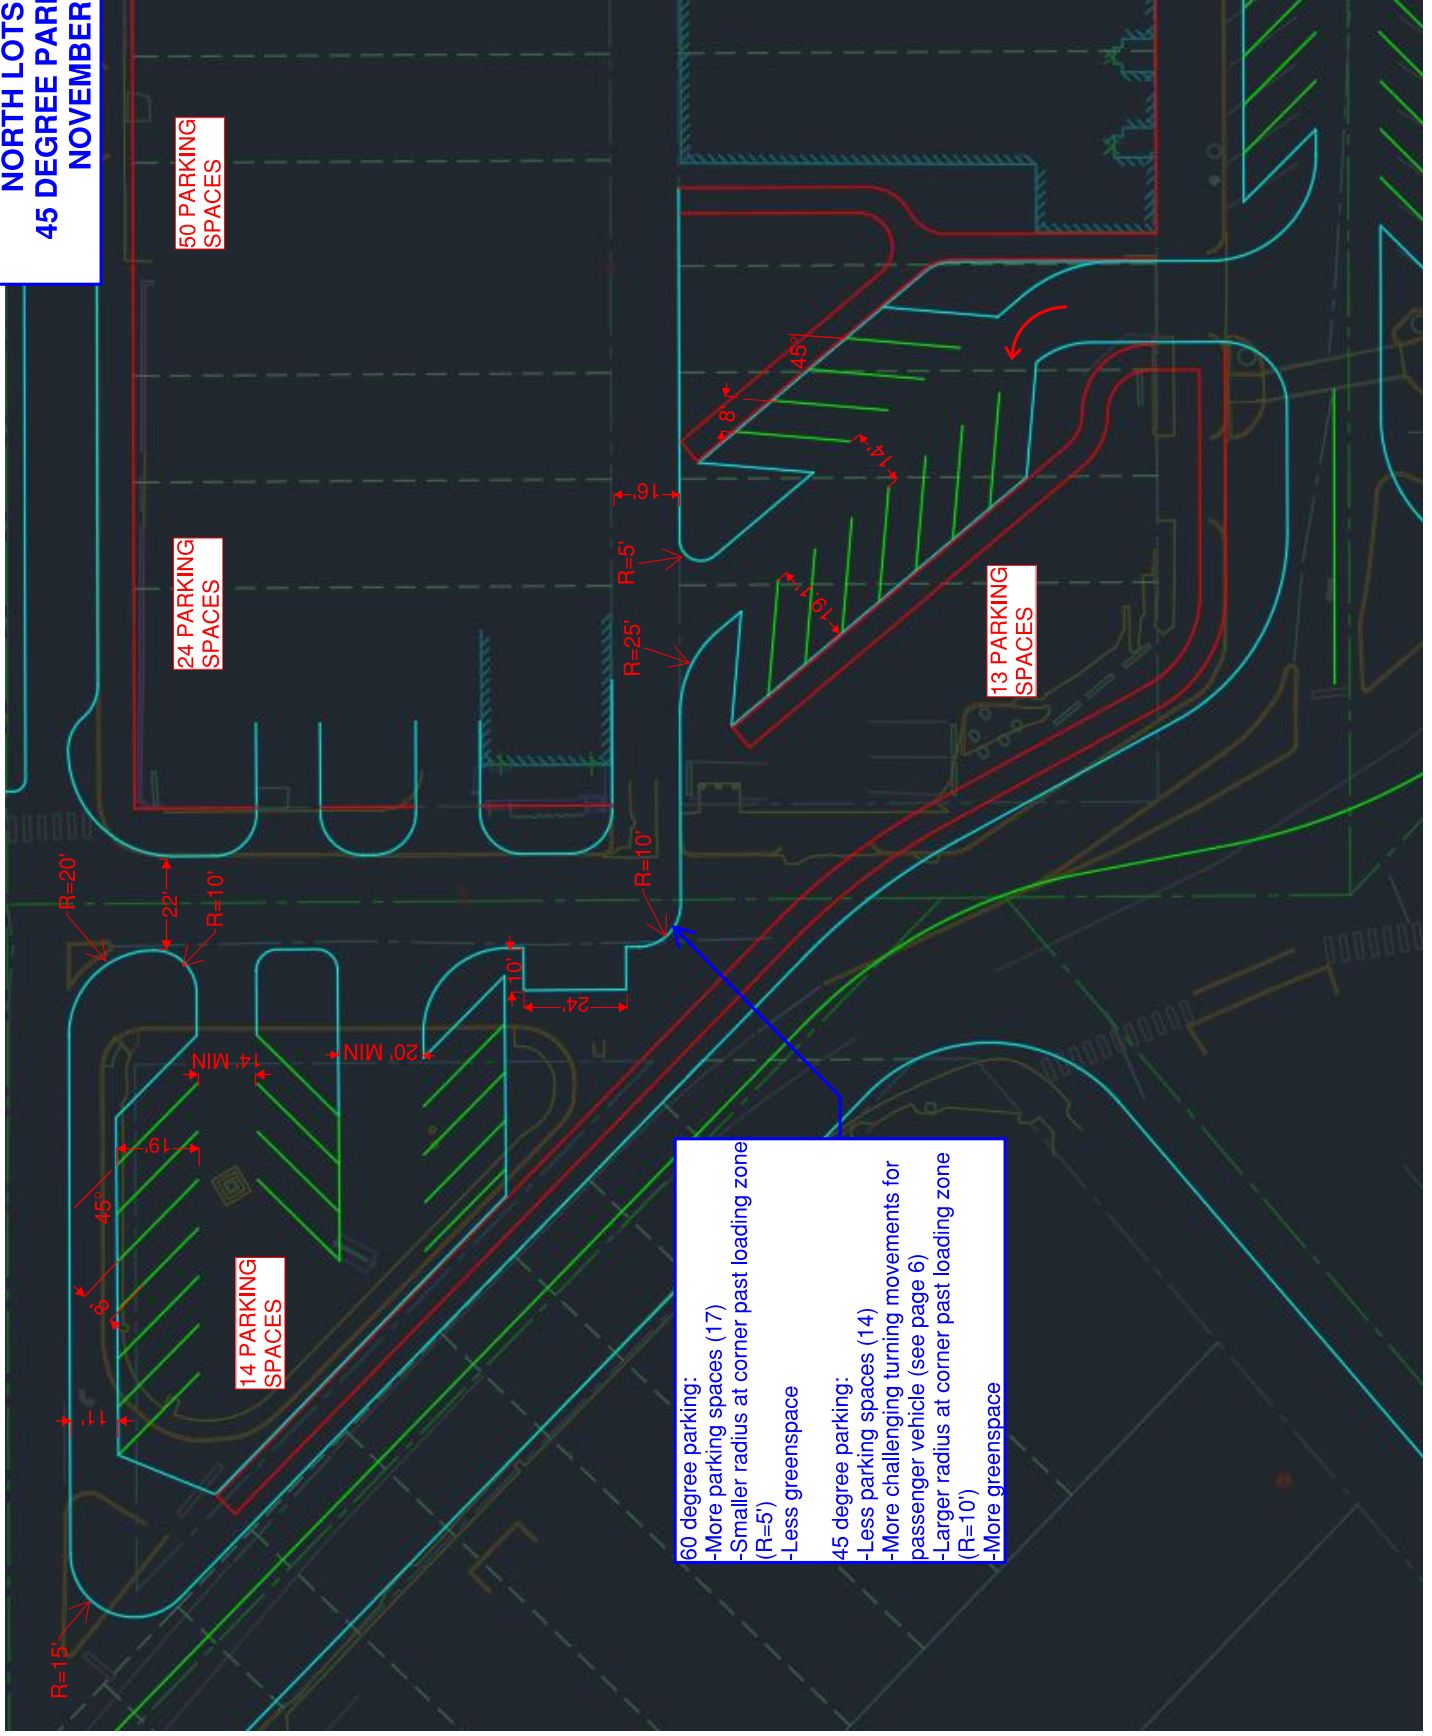 NORTH LOTS
45 DEGREE PAR
NOVEMBER
50 PARKING
SPACES
24 PARKING
SPACES
13 PARKING
SPACES
14 PARKING
SPACES
R=20'
22'
R=10'
R=10'
10'
24'
14' MIN
20' MIN
19'
45°
8'
11'
R=15'
16'
R=5'
R=25'
45°
8'
14'
19.1'
60 degree parking:
-More parking spaces (17)
-Smaller radius at corner past loading zone
(R=5')
-Less greenspace
45 degree parking:
-Less parking spaces (14)
-More challenging turning movements for
passenger vehicle (see page 6)
-Larger radius at corner past loading zone
(R=10')
-More greenspace